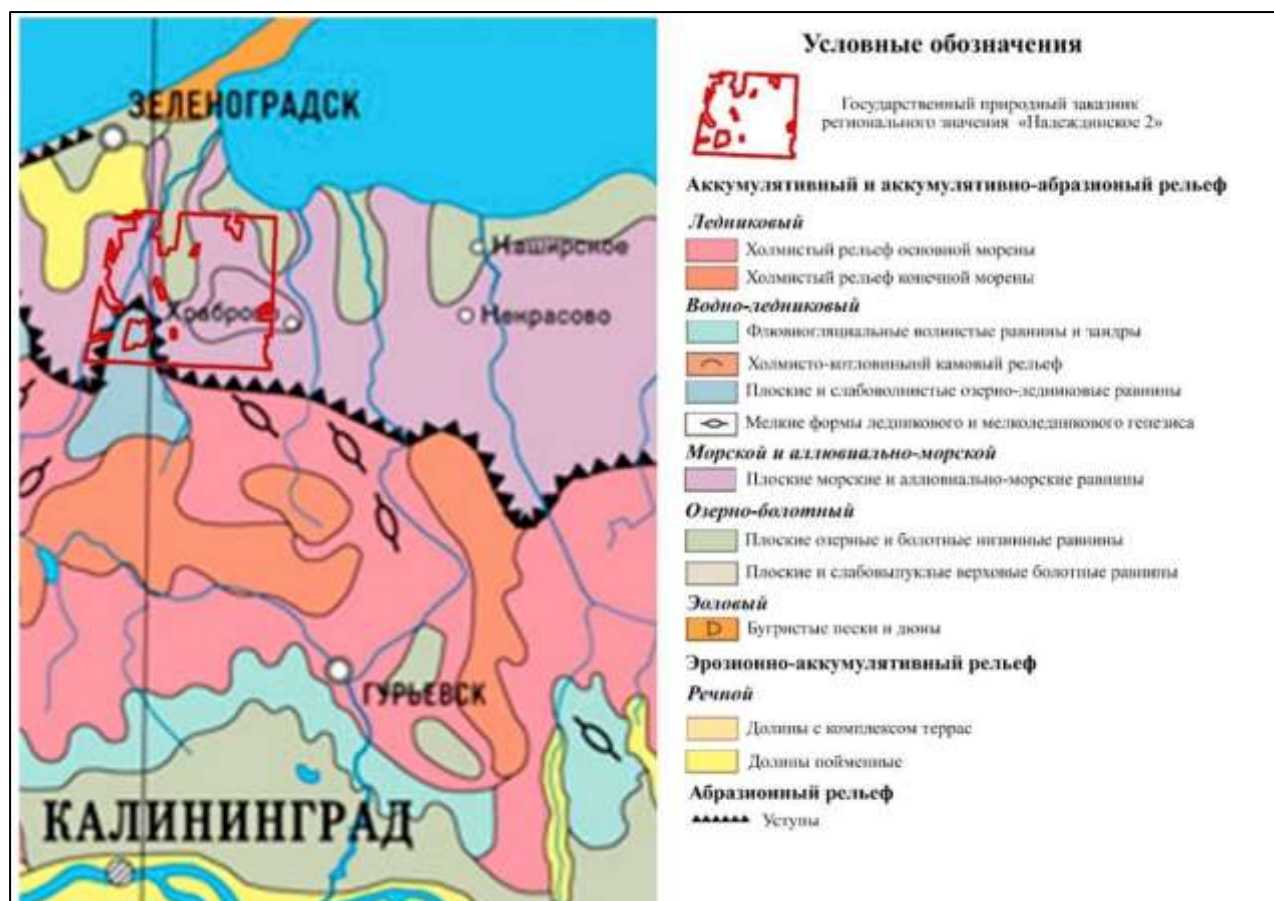 ЗЕЛЕНОГРАДСК
Каширское
Храброво
Некрасово
ГУРЬЕВСК
КАЛИНИНГРАД
Условные обозначения
Государственный природный заказник
регионального значения «Надеждинское 2»
Аккумулятивный и аккумулятивно-абразионый рельеф
Ледниковый
Холмистый рельеф основной морены
Холмистый рельеф конечной морены
Водно-ледниковый
Флювиогляциальные волнистые равнины и зандры
Холмисто-котловинный камовый рельеф
Плоские и слабоволнистые озерно-ледниковые равнины
Мелкие формы ледникового и мелколедникового генезиса
Морской и аллювиально-морской
Плоские морские и аллювиально-морские равнины
Озерно-болотный
Плоские озерные и болотные низинные равнины
Плоские и слабовыпуклые верховые болотные равнины
Эоловый
Бугристые пески и дюны
Эрозионно-аккумулятивный рельеф
Речной
Долины с комплексом террас
Долины пойменные
Абразионный рельеф
Уступы